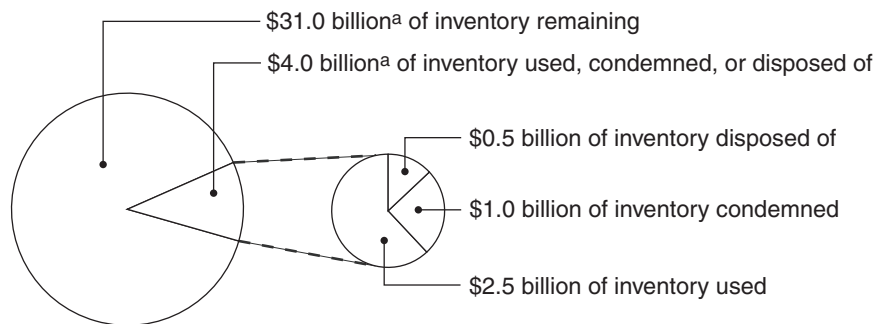 $31.0 billionᵃ of inventory remaining
$4.0 billionᵃ of inventory used, condemned, or disposed of
$0.5 billion of inventory disposed of
$1.0 billion of inventory condemned
$2.5 billion of inventory used